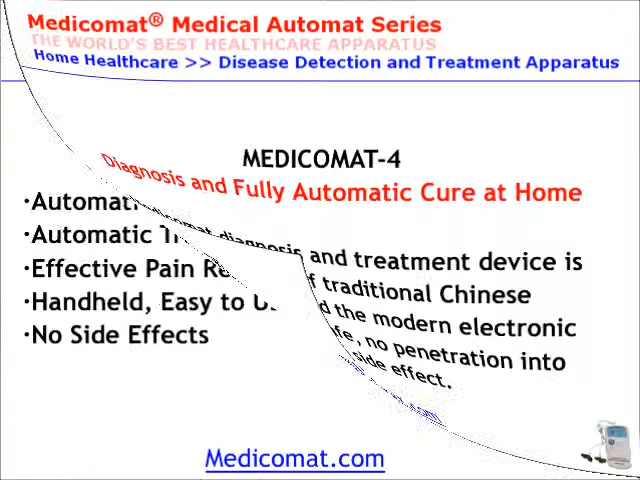 Medicomat® Medical Automat Series
THE WORLD'S BEST HEALTHCARE APPARATUS
Home Healthcare >> Disease Detection and Treatment Apparatus
MEDICOMAT-4
Diagnosis and Fully Automatic Cure at Home
·Automati
diagnosis and treatment device is
·Automatic
traditional Chinese
·Effective Pain Re
the modern electronic
·Handheld, Easy to
no penetration into
·No Side Effects
side effect.
Medicomat.com